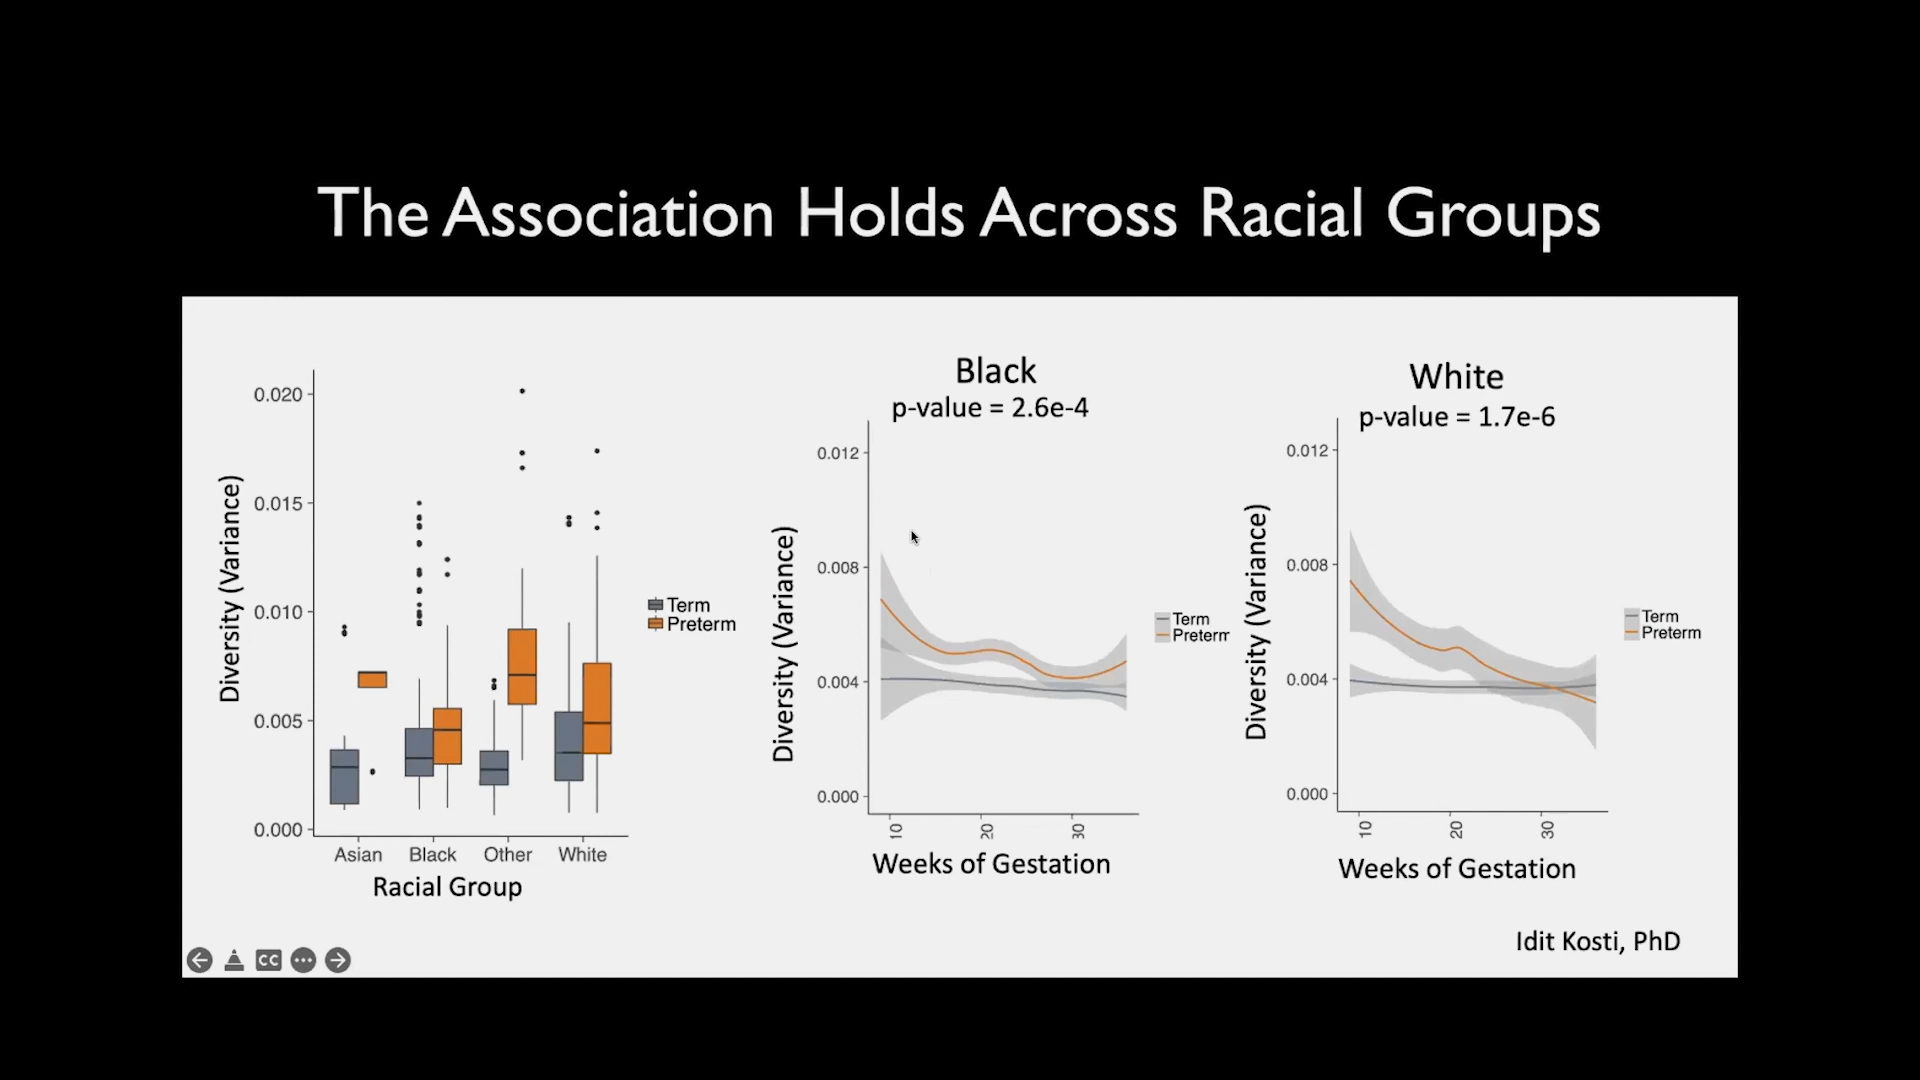 The Association Holds Across Racial Groups
Diversity (Variance)
0.020
0.015
0.010
0.005
0.000
Asian
Black
Other
White
Racial Group
Term
Preterm
Black
p-value = 2.6e-4
Diversity (Variance)
0.012
0.008
0.004
0.000
10
20
30
Weeks of Gestation
Term
Preterm
White
p-value = 1.7e-6
Diversity (Variance)
0.012
0.008
0.004
0.000
10
20
30
Weeks of Gestation
Term
Preterm
Idit Kosti, PhD
CC